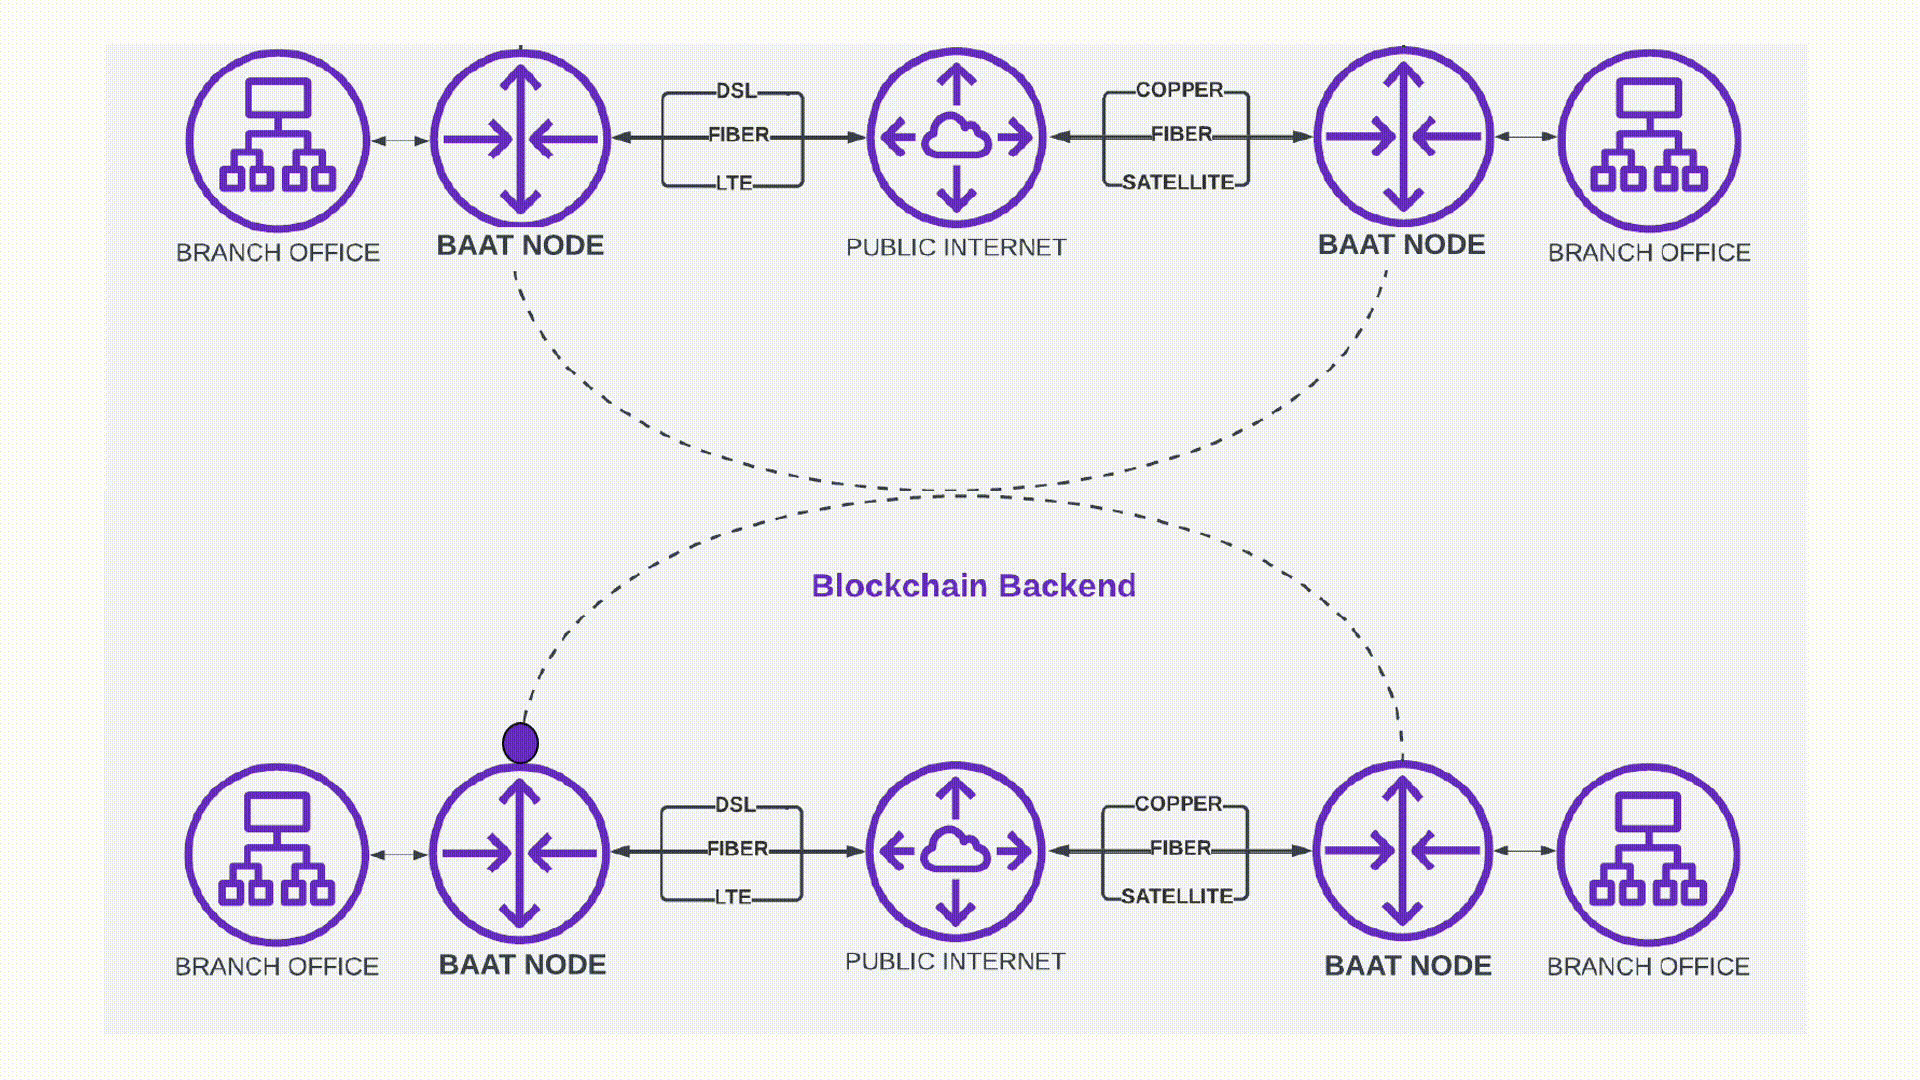 DSL
COPPER
FIBER
FIBER
LTE
SATELLITE
BRANCH OFFICE
BAAT NODE
PUBLIC INTERNET
BAAT NODE
BRANCH OFFICE
Blockchain Backend
DSL
COPPER
FIBER
FIBER
LTE
SATELLITE
BRANCH OFFICE
BAAT NODE
PUBLIC INTERNET
BAAT NODE
BRANCH OFFICE